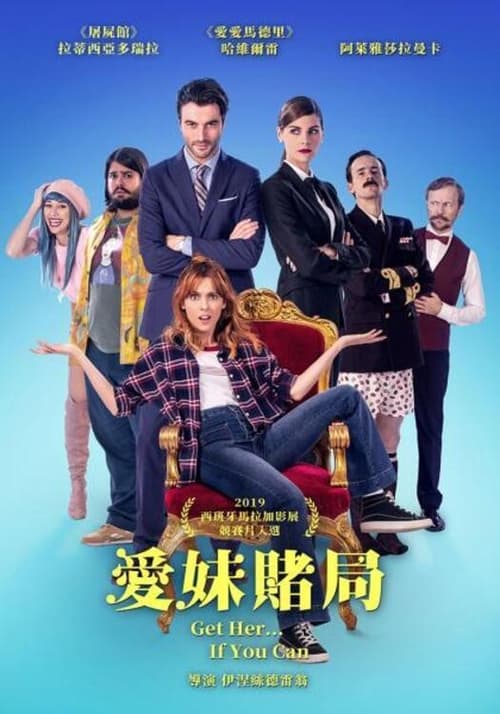 《屠屍館》
拉蒂西亞多瑞拉
《愛愛馬德里》
哈維爾雷
阿萊雅莎拉曼卡
2019
西班牙馬拉加影展
競賽片入選
愛妹賭局
Get Her...
If You Can
導演 伊涅絲德雷翁